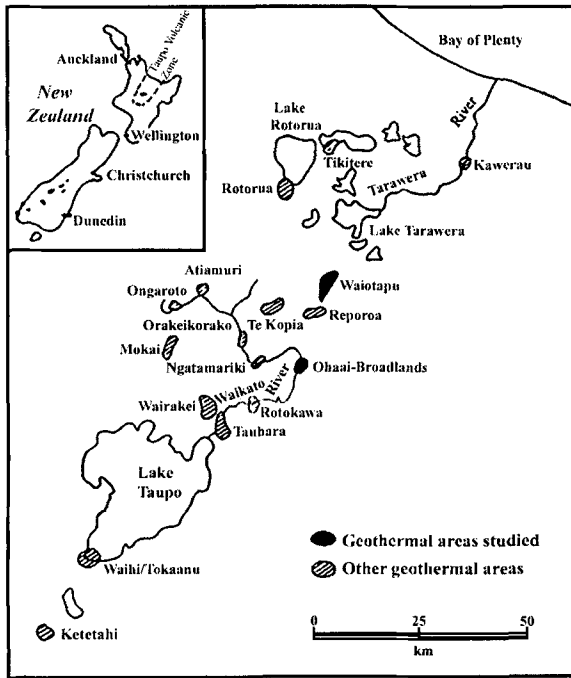 Auckland
Taupo Volcanic
Zone
New
Zealand
Wellington
Christchurch
Dunedin
Bay of Plenty
River
Lake
Rotorua
Tikitere
Kawerau
Tarawera
Rotorua
Lake Tarawera
Atiamuri
Ongaroto
Waiotapu
Orakeikorako
Te Kopia
Reporoa
Mokai
Ngatamariki
Ohaai-Broadlands
Waikato
River
Wairakei
Rotokawa
Tauhara
Lake
Taupo
Geothermal areas studied
Other geothermal areas
Waihi/Tokaanu
0 25 50
km
Ketetahi